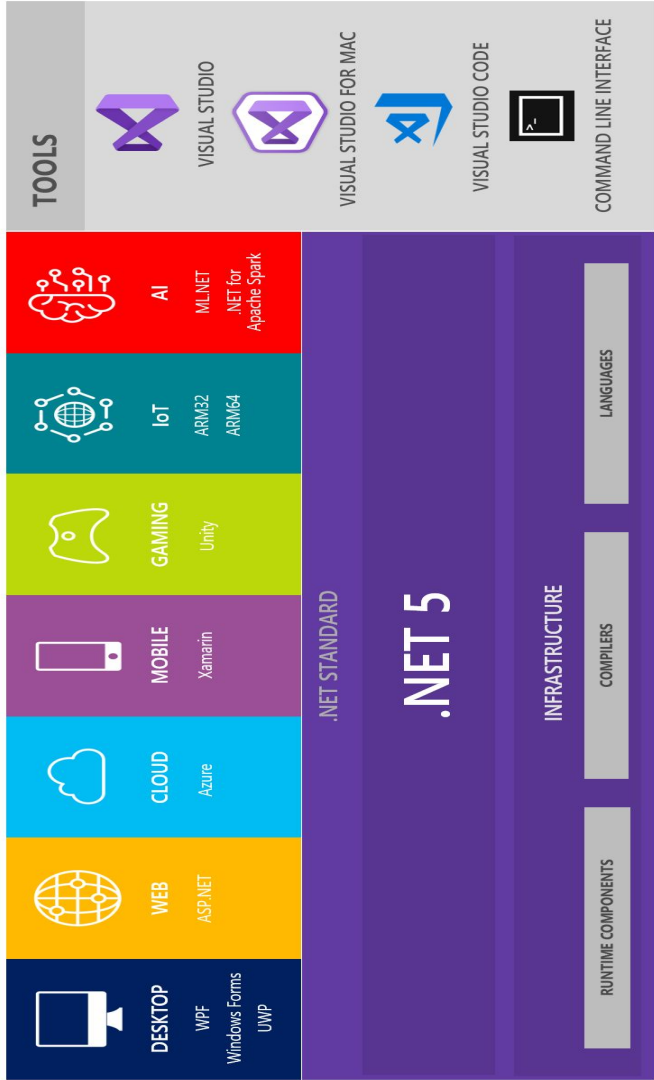 DESKTOP
WPF
Windows Forms
UWP
WEB
ASP.NET
CLOUD
Azure
MOBILE
Xamarin
GAMING
Unity
IoT
ARM32
ARM64
AI
ML.NET
.NET for
Apache Spark
.NET STANDARD
.NET 5
INFRASTRUCTURE
RUNTIME COMPONENTS
COMPILERS
LANGUAGES
TOOLS
VISUAL STUDIO
VISUAL STUDIO FOR MAC
VISUAL STUDIO CODE
COMMAND LINE INTERFACE